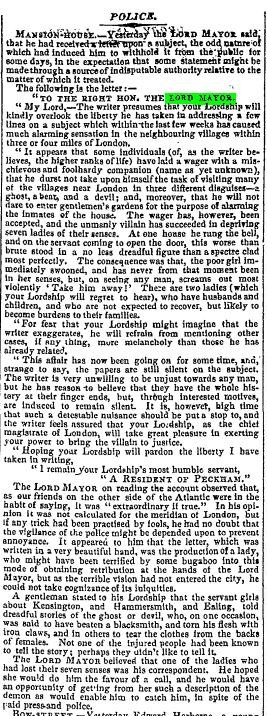 POLICE.
MANSION-HOUSE.—Yesterday the LORD MAYOR said,
that he had received a letter upon a subject, the odd nature of
which had induced him to withhold it from the public for
some days, in the expectation that some statement might be
made through a source of indisputable authority relative to the
matter of which it treated.
The following is the letter:—
"TO THE RIGHT HON. THE LORD MAYOR.
"My Lord,—The writer presumes that your Lordship will
kindly overlook the liberty he has taken in addressing a few
lines on a subject which within the last few weeks has caused
much alarming sensation in the neighbouring villages within
three or four miles of London.
"It appears that some individuals (of, as the writer be-
lieves, the higher ranks of life) have laid a wager with a mis-
chievous and foolhardy companion (name as yet unknown),
that he durst not take upon himself the task of visiting many
of the villages near London in three different disguises—a
ghost, a bear, and a devil; and, moreover, that he will not
dare to enter gentlemen's gardens for the purpose of alarming
the inmates of the house. The wager has, however, been
accepted, and the unmanly villain has succeeded in depriving
seven ladies of their senses. At one house he rang the bell,
and on the servant coming to open the door, this worse than
brute stood in no less dreadful figure than a spectre clad
most perfectly. The consequence was, that the poor girl im-
mediately swooned, and has never from that moment been
in her senses, but, on seeing any man, screams out most
violently 'Take him away!' There are two ladies (which
your Lordship will regret to hear), who have husbands and
children, and who are not expected to recover, but likely to
become burdens to their families.
"For fear that your Lordship might imagine that the
writer exaggerates, he will refrain from mentioning other
cases, if any thing, more melancholy than those he has
already related.
"This affair has now been going on for some time, and,
strange to say, the papers are still silent on the subject.
The writer is very unwilling to be unjust towards any man,
but he has reason to believe that they have the whole his-
tory at their finger ends, but, through interested motives,
are induced to remain silent. It is, however, high time
that such a detestable nuisance should be put a stop to, and
the writer feels assured that your Lordship, as the chief
magistrate of London, will take great pleasure in exerting
your power to bring the villain to justice.
"Hoping your Lordship will pardon the liberty I have
taken in writing,
"I remain your Lordship's most humble servant,
"A RESIDENT OF PECKHAM."
The LORD MAYOR on reading the account observed that,
as our friends on the other side of the Atlantic were in the
habit of saying, it was "extraordinary if true." In his opi-
nion it was not calculated for the meridian of London, but
if any trick had been practised by fools, he had no doubt that
the vigilance of the police might be depended upon to prevent
annoyance. It appeared to him that the letter, which was
written in a very beautiful hand, was the production of a lady,
who might have been terrified by some bugaboo into this
mode of obtaining retribution at the hands of the Lord
Mayor, but as the terrible vision had not entered the city, he
could not take cognizance of its iniquities.
A gentleman stated to his Lordship that the servant girls
about Kensington, and Hammersmith, and Ealing, told
dreadful stories of the ghost or devil, who, on one occasion,
was said to have beaten a blacksmith, and torn his flesh with
iron claws, and in others to tear the clothes from the backs
of females. Not one of the injured people had been known
to tell the story; perhaps they didn't like to tell it.
The LORD MAYOR believed that one of the ladies who
had lost their seven senses was his correspondent. He hoped
she would do him the favour of a call, and he would have
an opportunity of getting from her such a description of the
demon as would enable him to catch him, in spite of the
paid press and police.
BOW-STREET.—Yesterday Edward